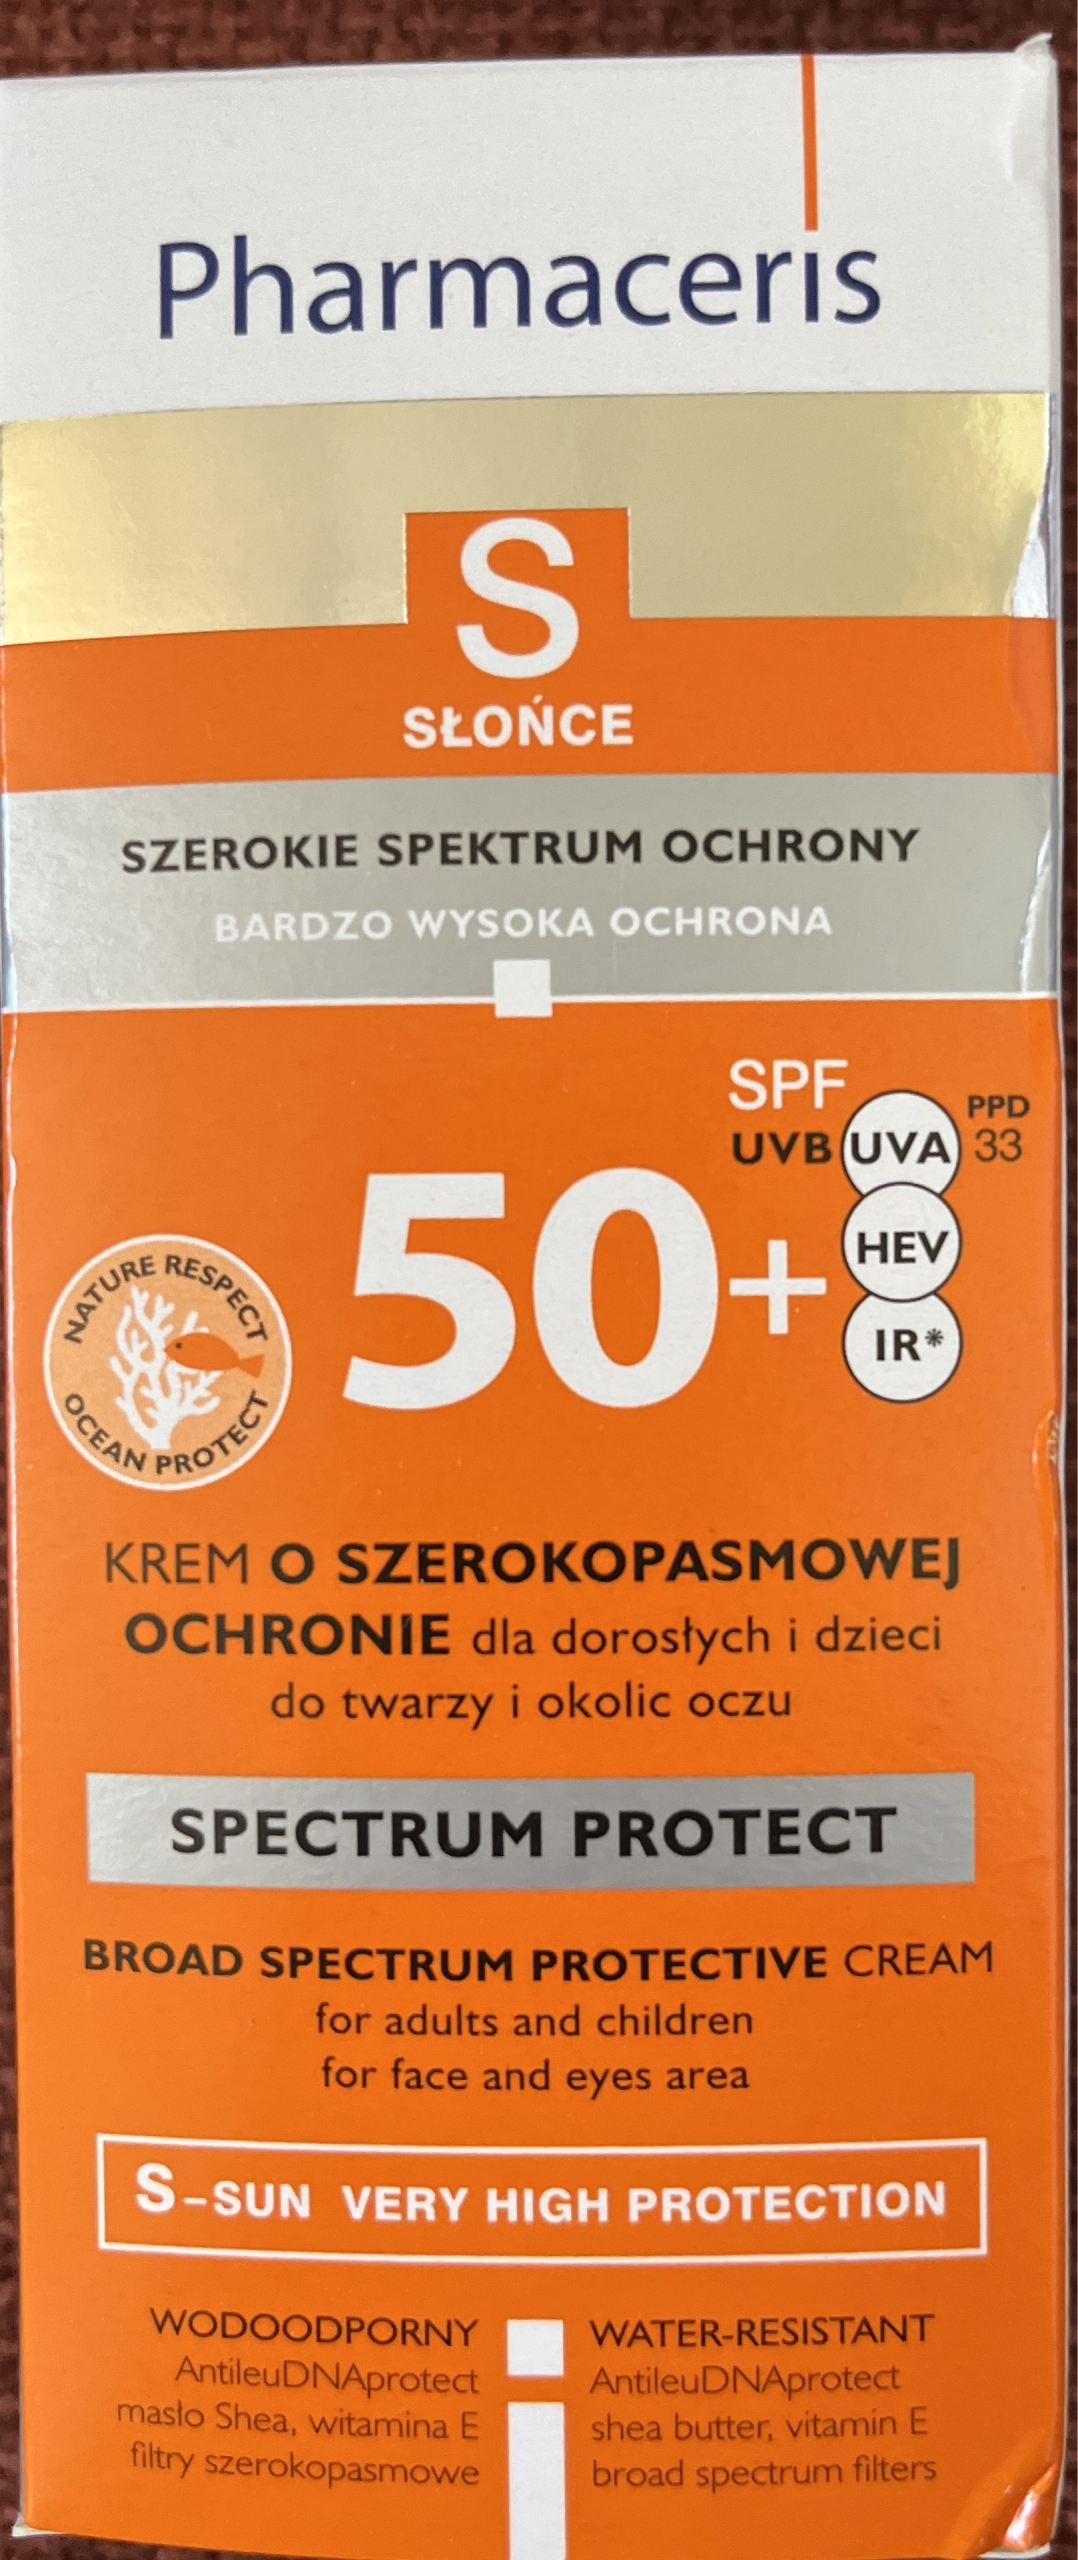 Pharmaceris
S
SŁOŃCE
SZEROKIE SPEKTRUM OCHRONY
BARDZO WYSOKA OCHRONA
SPF
UVB UVA PPD 33
50+
HEV
IR*
NATURE RESPECT
OCEAN PROTECT
KREM O SZEROKOPASMOWEJ
OCHRONIE dla dorosłych i dzieci
do twarzy i okolic oczu
SPECTRUM PROTECT
BROAD SPECTRUM PROTECTIVE CREAM
for adults and children
for face and eyes area
S-SUN VERY HIGH PROTECTION
WODOODPORNY
AntileuDNAprotect
masło Shea, witamina E
filtry szerokopasmowe
WATER-RESISTANT
AntileuDNAprotect
shea butter, vitamin E
broad spectrum filters